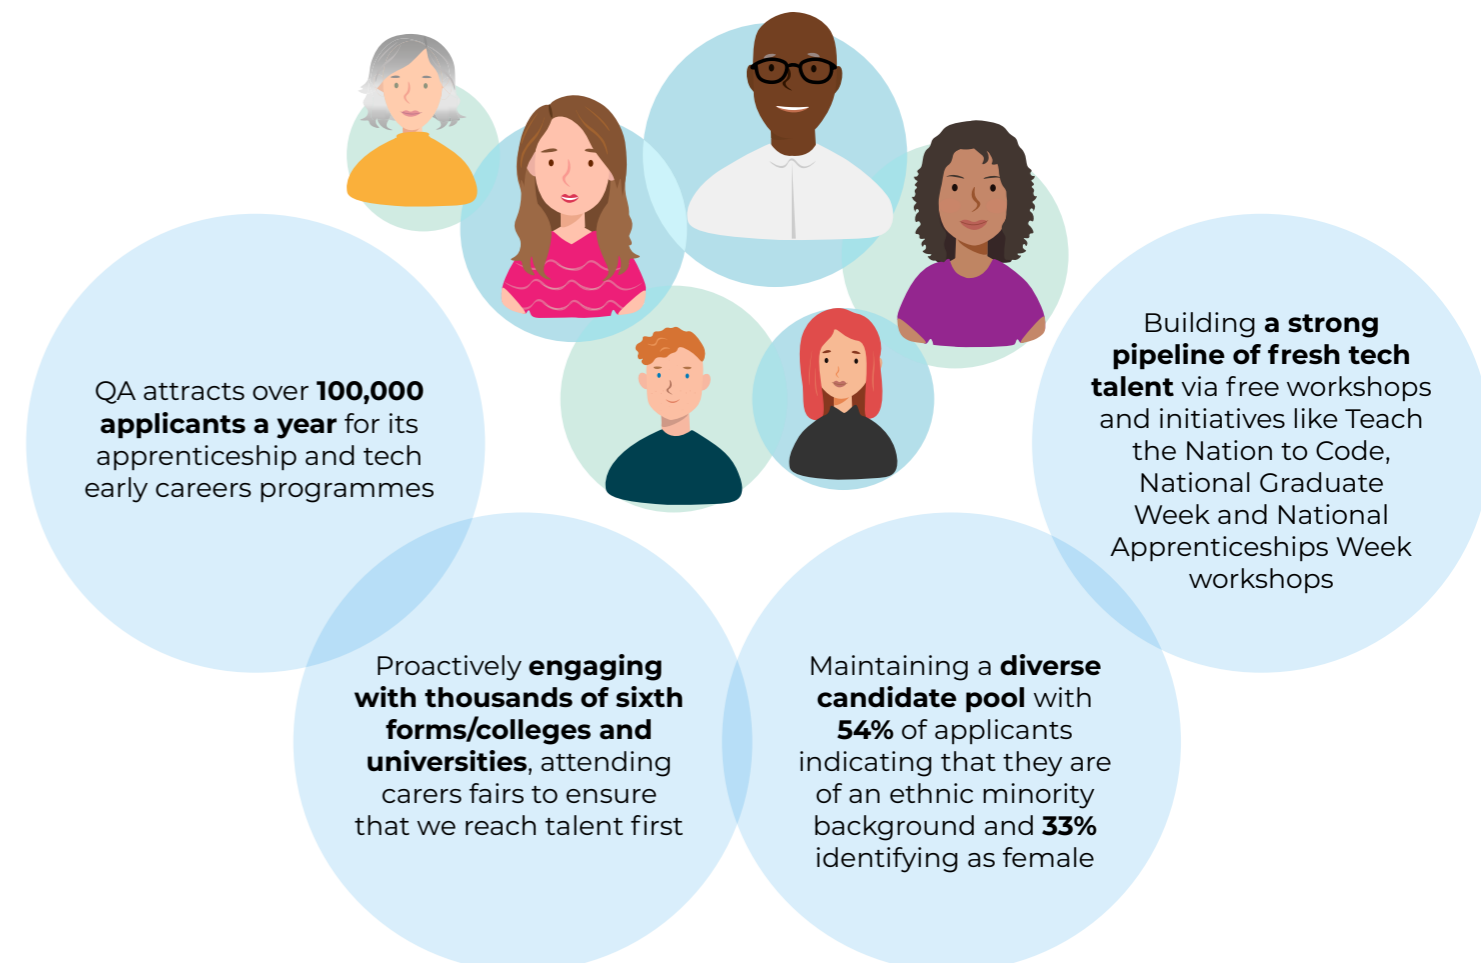 QA attracts over 100,000
applicants a year for its
apprenticeship and tech
early careers programmes
Proactively engaging
with thousands of sixth
forms/colleges and
universities, attending
carers fairs to ensure
that we reach talent first
Maintaining a diverse
candidate pool with
54% of applicants
indicating that they are
of an ethnic minority
background and 33%
identifying as female
Building a strong
pipeline of fresh tech
talent via free workshops
and initiatives like Teach
the Nation to Code,
National Graduate
Week and National
Apprenticeships Week
workshops